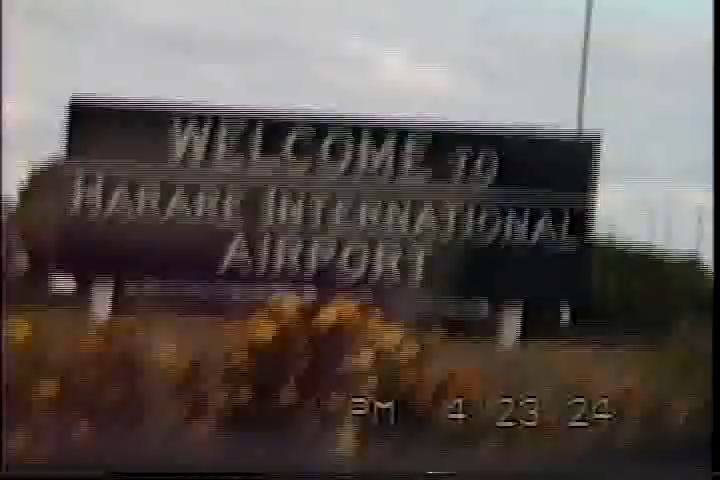 WELCOME TO
HARARE INTERNATIONAL
AIRPORT
PM 4:23:24